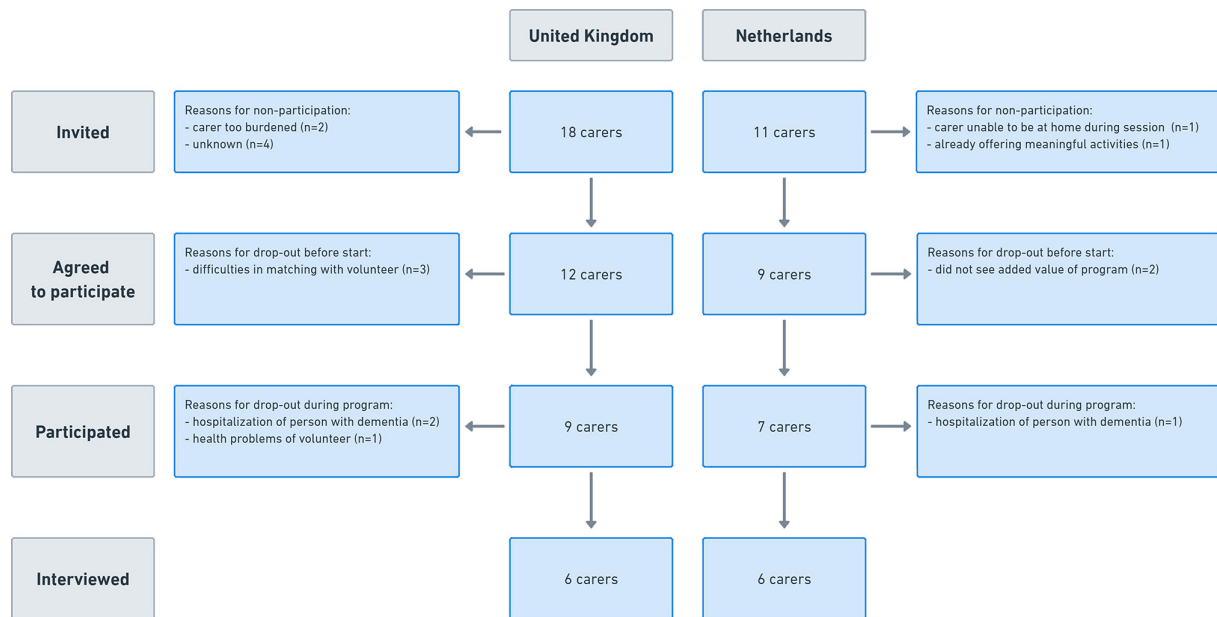 United Kingdom
Netherlands
Invited
Reasons for non-participation:
- carer too burdened (n=2)
- unknown (n=4)
18 carers
11 carers
Reasons for non-participation:
- carer unable to be at home during session (n=1)
- already offering meaningful activities (n=1)
Agreed
to participate
Reasons for drop-out before start:
- difficulties in matching with volunteer (n=3)
12 carers
9 carers
Reasons for drop-out before start:
- did not see added value of program (n=2)
Participated
Reasons for drop-out during program:
- hospitalization of person with dementia (n=2)
- health problems of volunteer (n=1)
9 carers
7 carers
Reasons for drop-out during program:
- hospitalization of person with dementia (n=1)
Interviewed
6 carers
6 carers